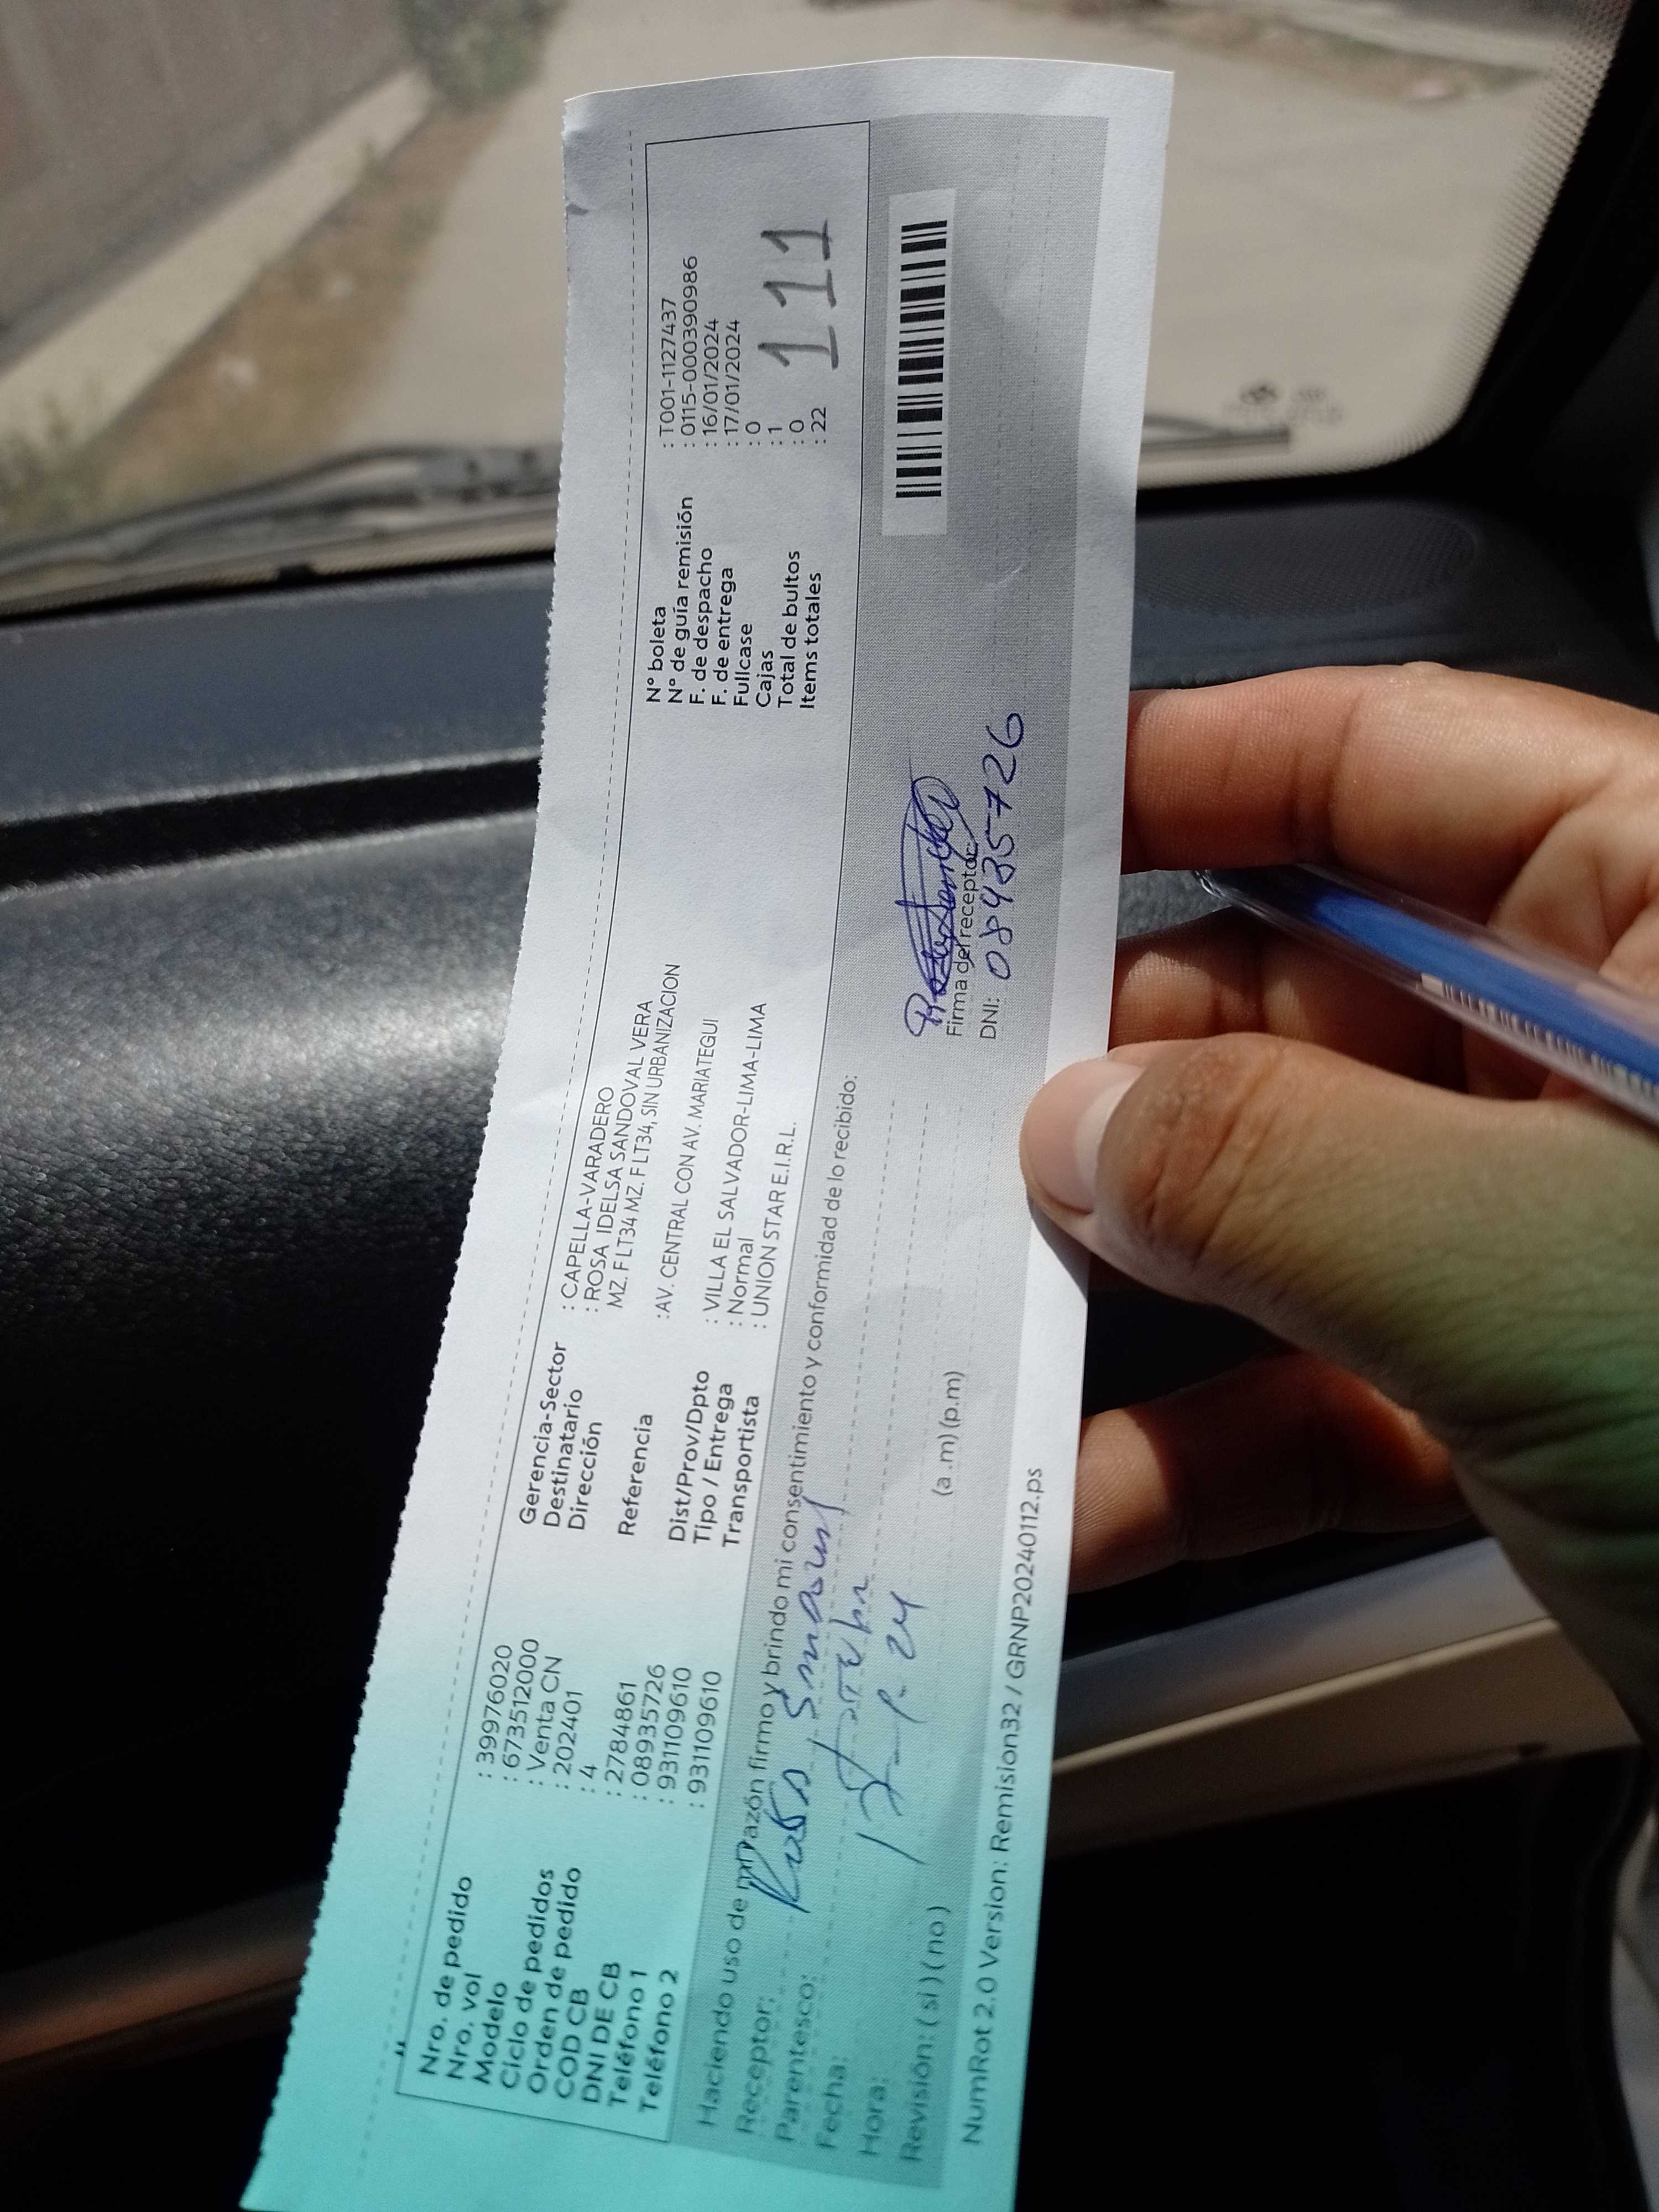 Nro. de pedido : 39976020
Nro. vol : 673512000
Modelo : Venta CN
Ciclo de pedidos : 202401
Orden de pedido : 4
COD CB : 2784861
DNI DE CB : 08935726
Teléfono 1 : 931109610
Teléfono 2 : 931109610
Gerencia-Sector : CAPELLA-VARADERO
Destinatario : ROSA IDELSA SANDOVAL VERA
Dirección MZ. F LT34 MZ. F LT34, SIN URBANIZACION
Referencia : AV. CENTRAL CON AV. MARIATEGUI
Dist/Prov/Dpto : VILLA EL SALVADOR-LIMA-LIMA
Tipo / Entrega : Normal
Transportista : UNION STAR E.I.R.L.
N° boleta : T001-1127437
N° de guía remisión : 0115-000390986
F. de despacho : 16/01/2024
F. de entrega : 17/01/2024
Fullcase : 0
Cajas : 1
Total de bultos : 0
Items totales : 22
111
Haciendo uso de mi razón firmo y brindo mi consentimiento y conformidad de lo recibido:
Receptor: Rosa
Parentesco:
Fecha: 17-1-24
Hora: (a .m) (p.m)
Revisión: ( si ) ( no )
Firma del receptor:
DNI: 08935726
NumRot 2.0 Version: Remision32 / GRNP20240112.ps